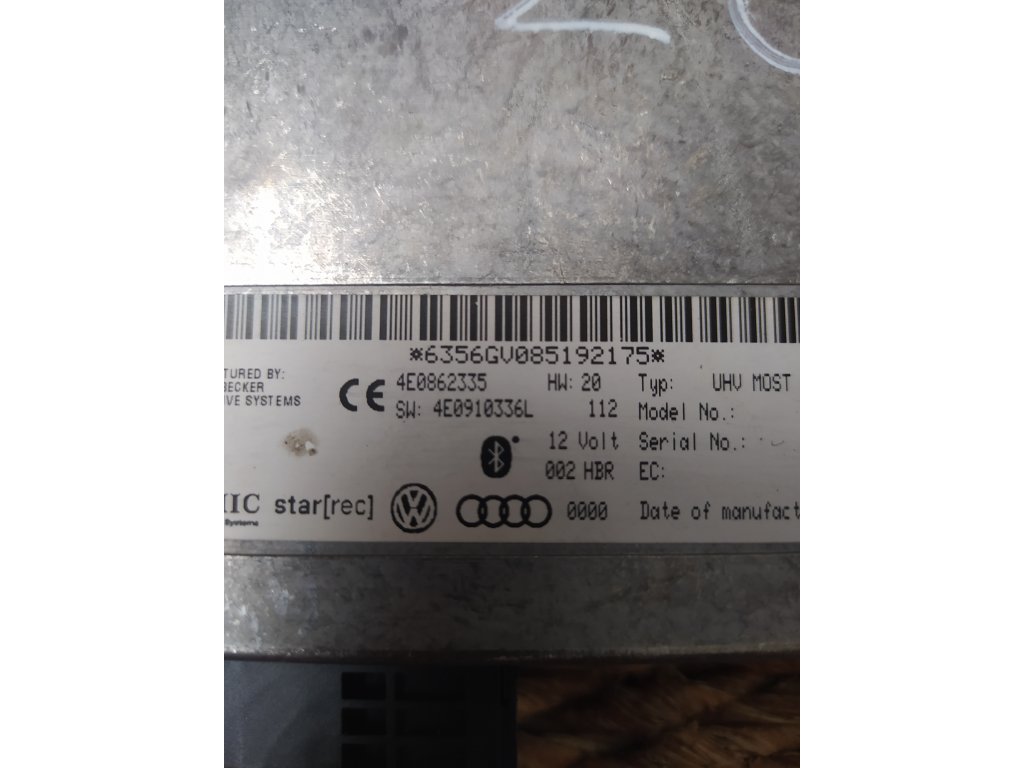 *6356GV085192175*
TURED BY:
BECKER
IVE SYSTEMS
CE
4E0862335 HW: 20
SW: 4E0910336L 112
12 Volt
002 HBR
Typ: UHV MOST
Model No.:
Serial No.:
EC:
IIC star[rec] 0000 Date of manufact
Systems